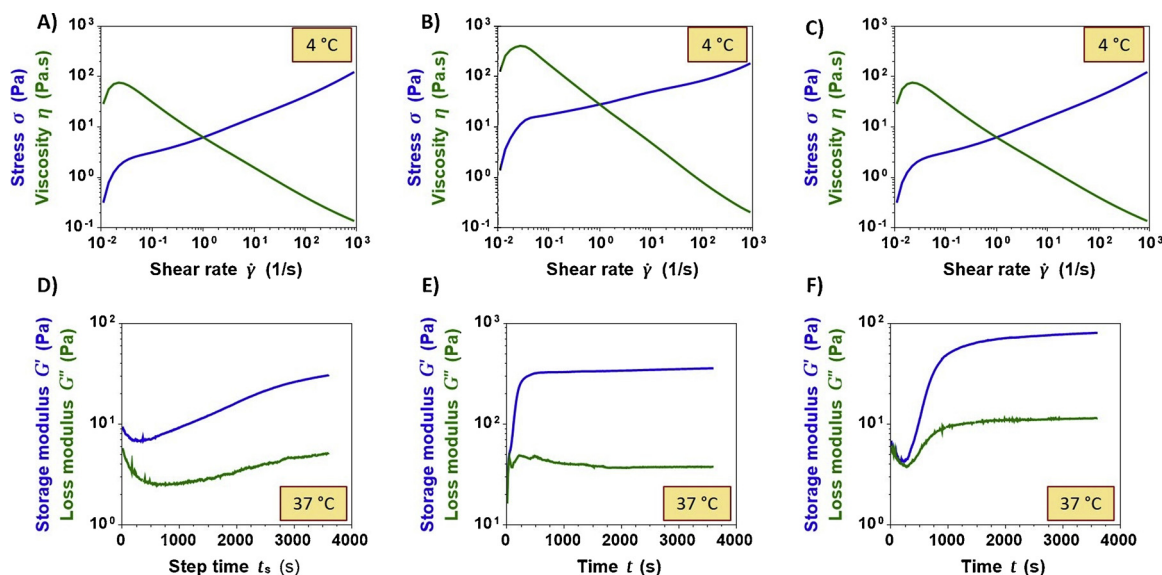 A)
4 °C
Stress σ (Pa)
Viscosity η (Pa.s)
10³
10²
10¹
10⁰
10⁻¹
10⁻² 10⁻¹ 10⁰ 10¹ 10² 10³
Shear rate γ̇ (1/s)
B)
4 °C
Stress σ (Pa)
Viscosity η (Pa.s)
10³
10²
10¹
10⁰
10⁻¹
10⁻² 10⁻¹ 10⁰ 10¹ 10² 10³
Shear rate γ̇ (1/s)
C)
4 °C
Stress σ (Pa)
Viscosity η (Pa.s)
10³
10²
10¹
10⁰
10⁻¹
10⁻² 10⁻¹ 10⁰ 10¹ 10² 10³
Shear rate γ̇ (1/s)
D)
Storage modulus G' (Pa)
Loss modulus G" (Pa)
10²
10¹
10⁰
37 °C
0 1000 2000 3000 4000
Step time tₛ (s)
E)
Storage modulus G' (Pa)
Loss modulus G" (Pa)
10³
10²
10¹
37 °C
0 1000 2000 3000 4000
Time t (s)
F)
Storage modulus G' (Pa)
Loss modulus G" (Pa)
10²
10¹
10⁰
37 °C
0 1000 2000 3000 4000
Time t (s)